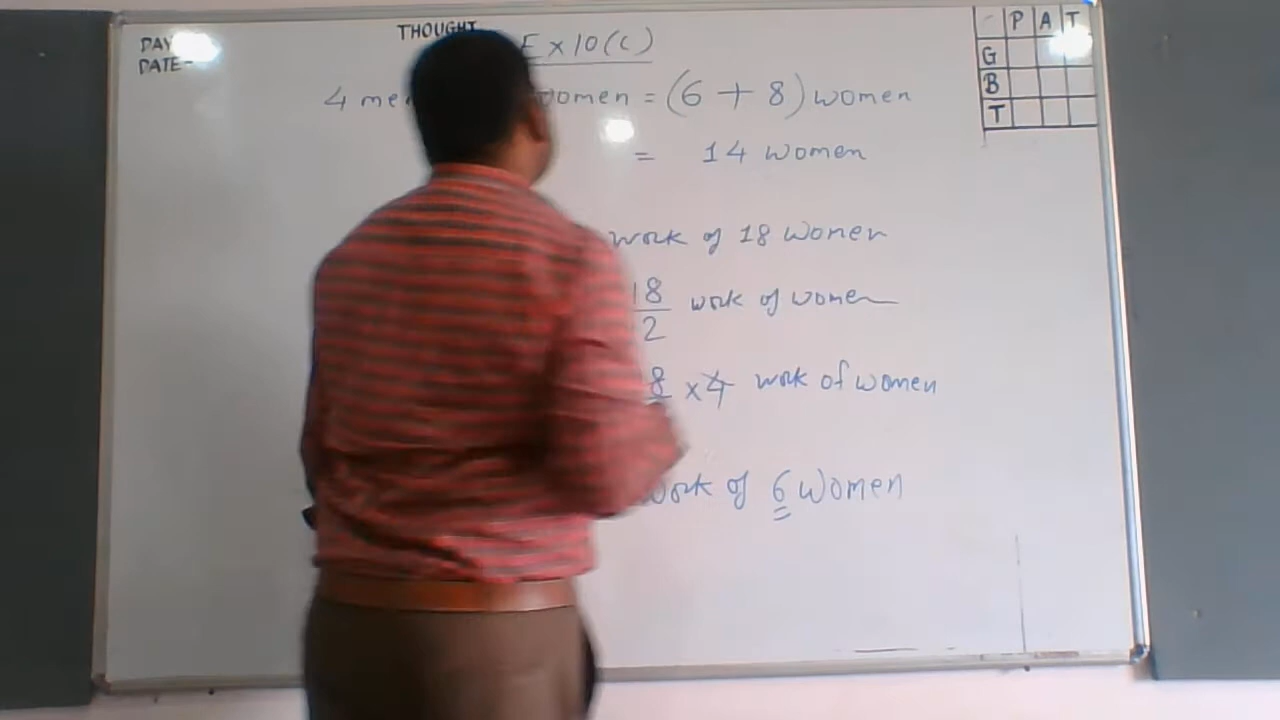 DAY
DATE-
THOUGHT
Ex 10(C)
P A T
G
B
T
4 men women = (6 + 8) women
= 14 women
work of 18 women
18/2 work of women
8 × 4 work of women
work of 6 women